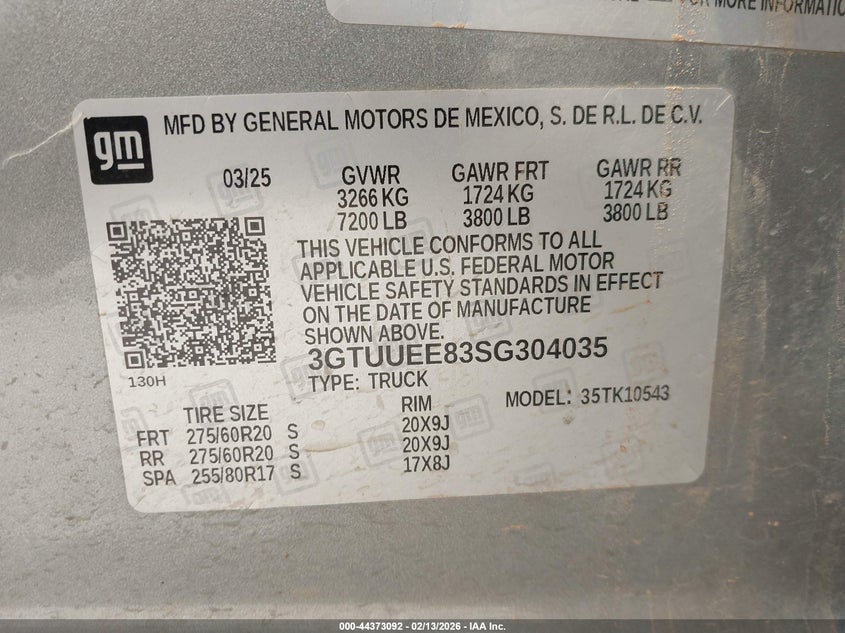 FOR MORE INFORMATIO
gm
MFD BY GENERAL MOTORS DE MEXICO, S. DE R.L. DE C.V.
03/25 GVWR GAWR FRT GAWR RR
3266 KG 1724 KG 1724 KG
7200 LB 3800 LB 3800 LB
THIS VEHICLE CONFORMS TO ALL
APPLICABLE U.S. FEDERAL MOTOR
VEHICLE SAFETY STANDARDS IN EFFECT
ON THE DATE OF MANUFACTURE
SHOWN ABOVE.
3GTUUEE83SG304035
130H
TYPE: TRUCK
TIRE SIZE RIM MODEL: 35TK10543
FRT 275/60R20 S 20X9J
RR 275/60R20 S 20X9J
SPA 255/80R17 S 17X8J
000-44373092 - 02/13/2026 - IAA Inc.